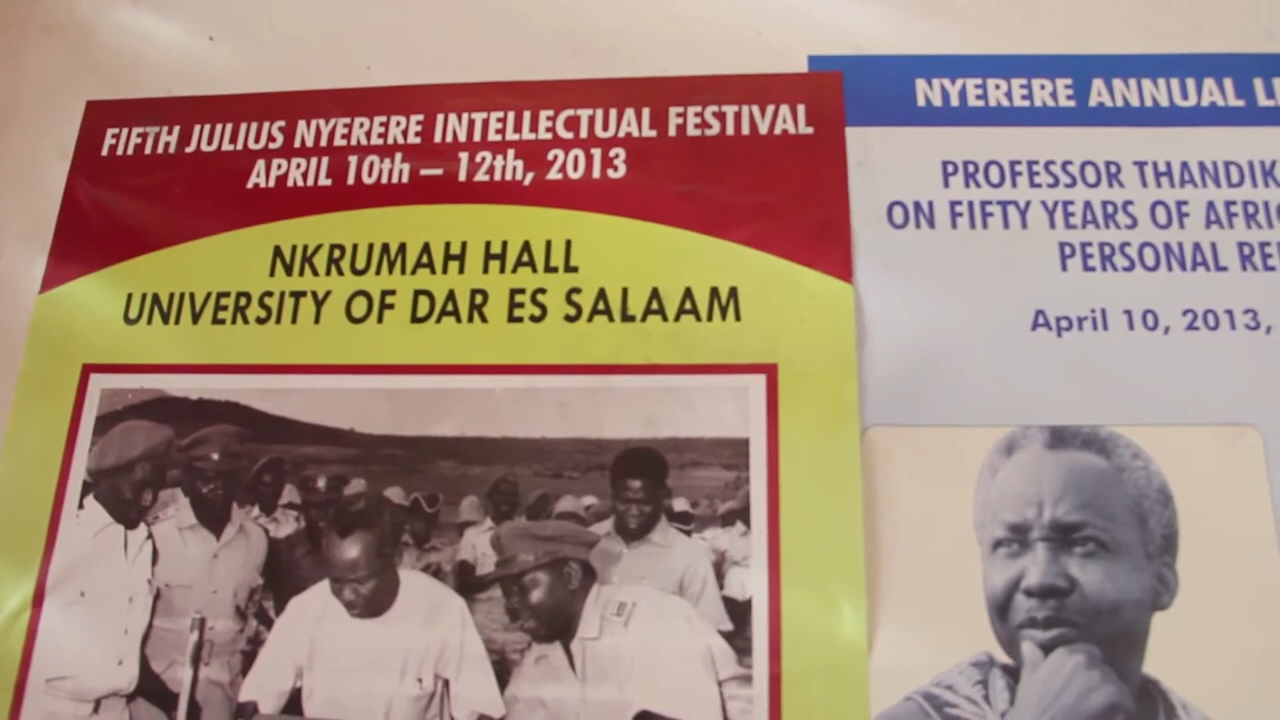 FIFTH JULIUS NYERERE INTELLECTUAL FESTIVAL
APRIL 10th – 12th, 2013
NKRUMAH HALL
UNIVERSITY OF DAR ES SALAAM
NYERERE ANNUAL
PROFESSOR
ON FIFTY YEARS OF
PERSONAL
April 10, 2013,